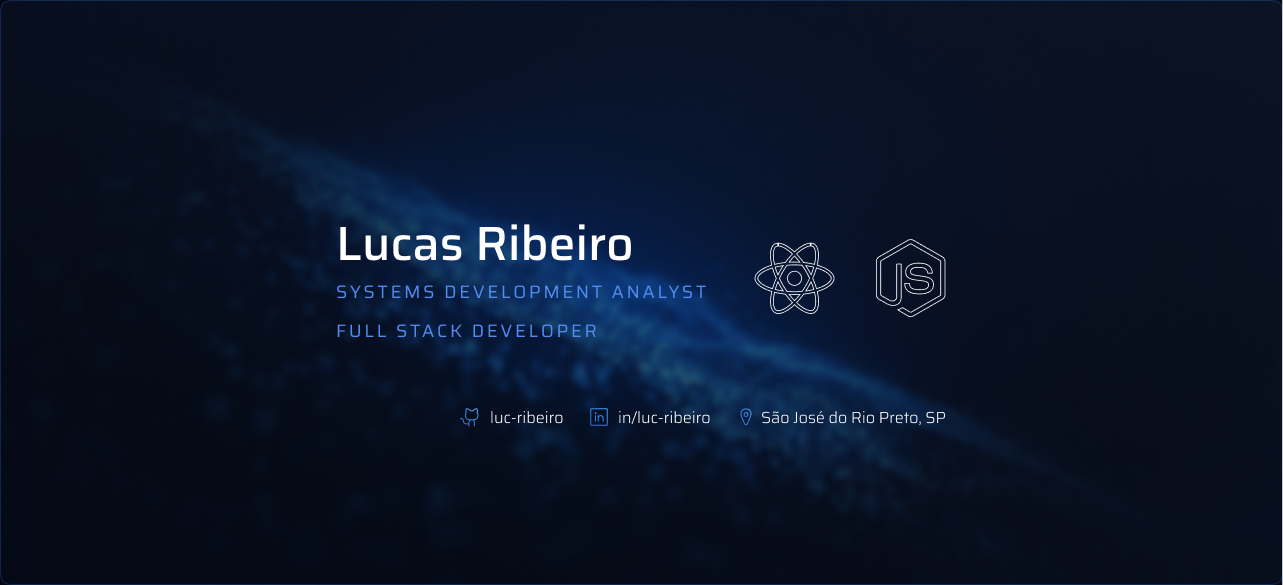 Lucas Ribeiro
SYSTEMS DEVELOPMENT ANALYST
FULL STACK DEVELOPER
JS
luc-ribeiro
in in/luc-ribeiro
São José do Rio Preto, SP